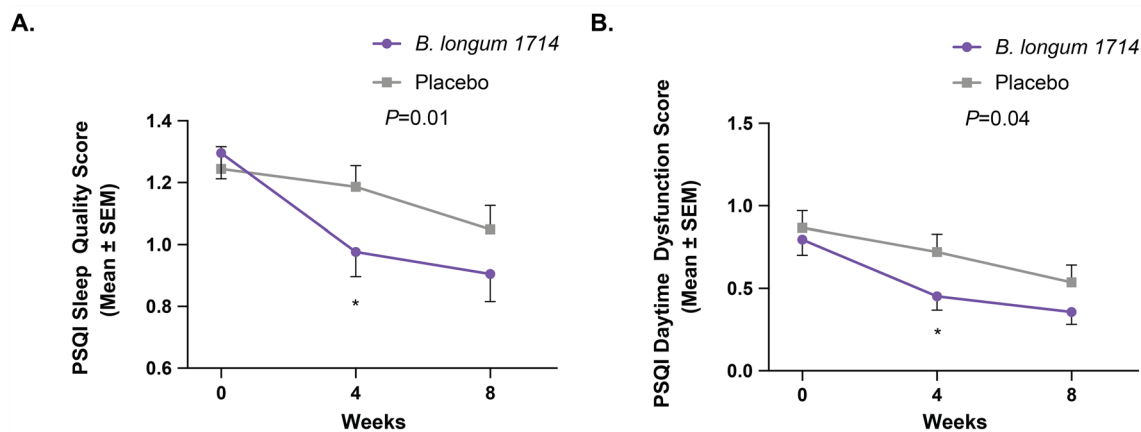 A.
B. longum 1714
Placebo
P=0.01
PSQI Sleep Quality Score
(Mean ± SEM)
1.4
1.2
1.0
0.8
0.6
*
0
4
8
Weeks
B.
B. longum 1714
Placebo
P=0.04
PSQI Daytime Dysfunction Score
(Mean ± SEM)
1.5
1.0
0.5
0.0
*
0
4
8
Weeks